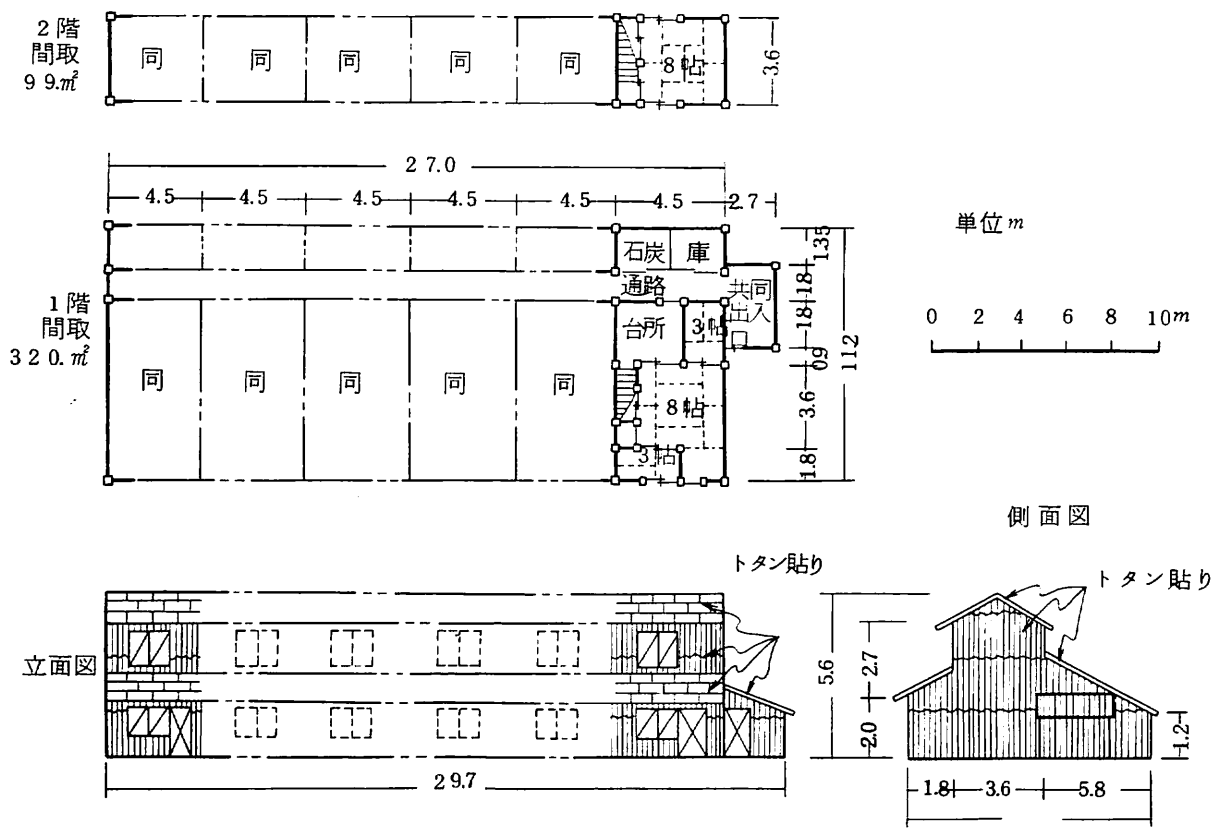 2階
間取
99.㎡
同 同 同 同 同 8帖
3.6
27.0
4.5 4.5 4.5 4.5 4.5 4.5 2.7
単位m
石炭 庫
通路
共同
出入
口
台所 3帖
1階
間取
320.㎡
同 同 同 同 同 8帖
3帖
1.35
1.8
1.8
0.9
3.6
1.8
11.2
0 2 4 6 8 10m
側面図
トタン貼り
トタン貼り
立面図
5.6
2.7
2.0
1.2
29.7
1.8 3.6 5.8